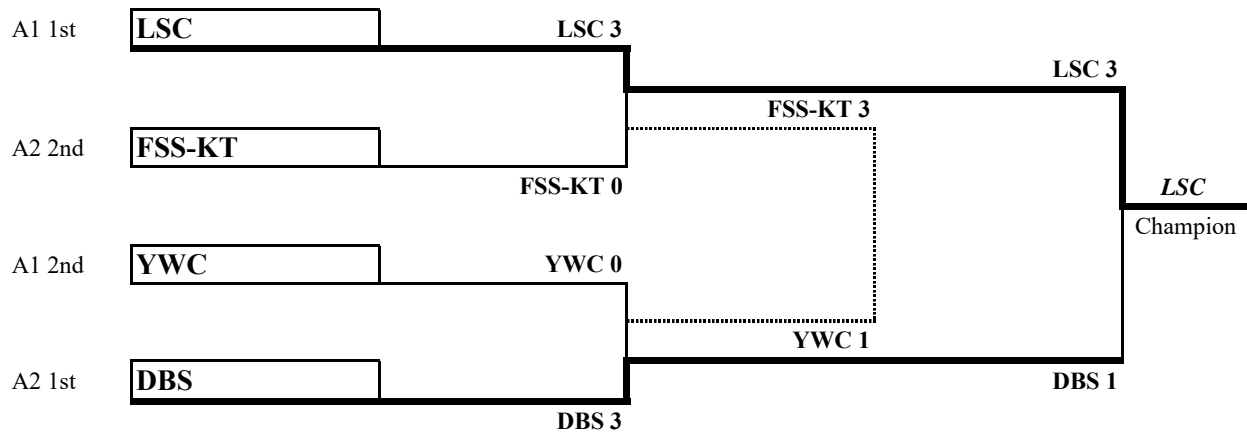 A1 1st LSC LSC 3
LSC 3
FSS-KT 3
A2 2nd FSS-KT
FSS-KT 0
LSC
Champion
A1 2nd YWC YWC 0
YWC 1
A2 1st DBS DBS 1
DBS 3